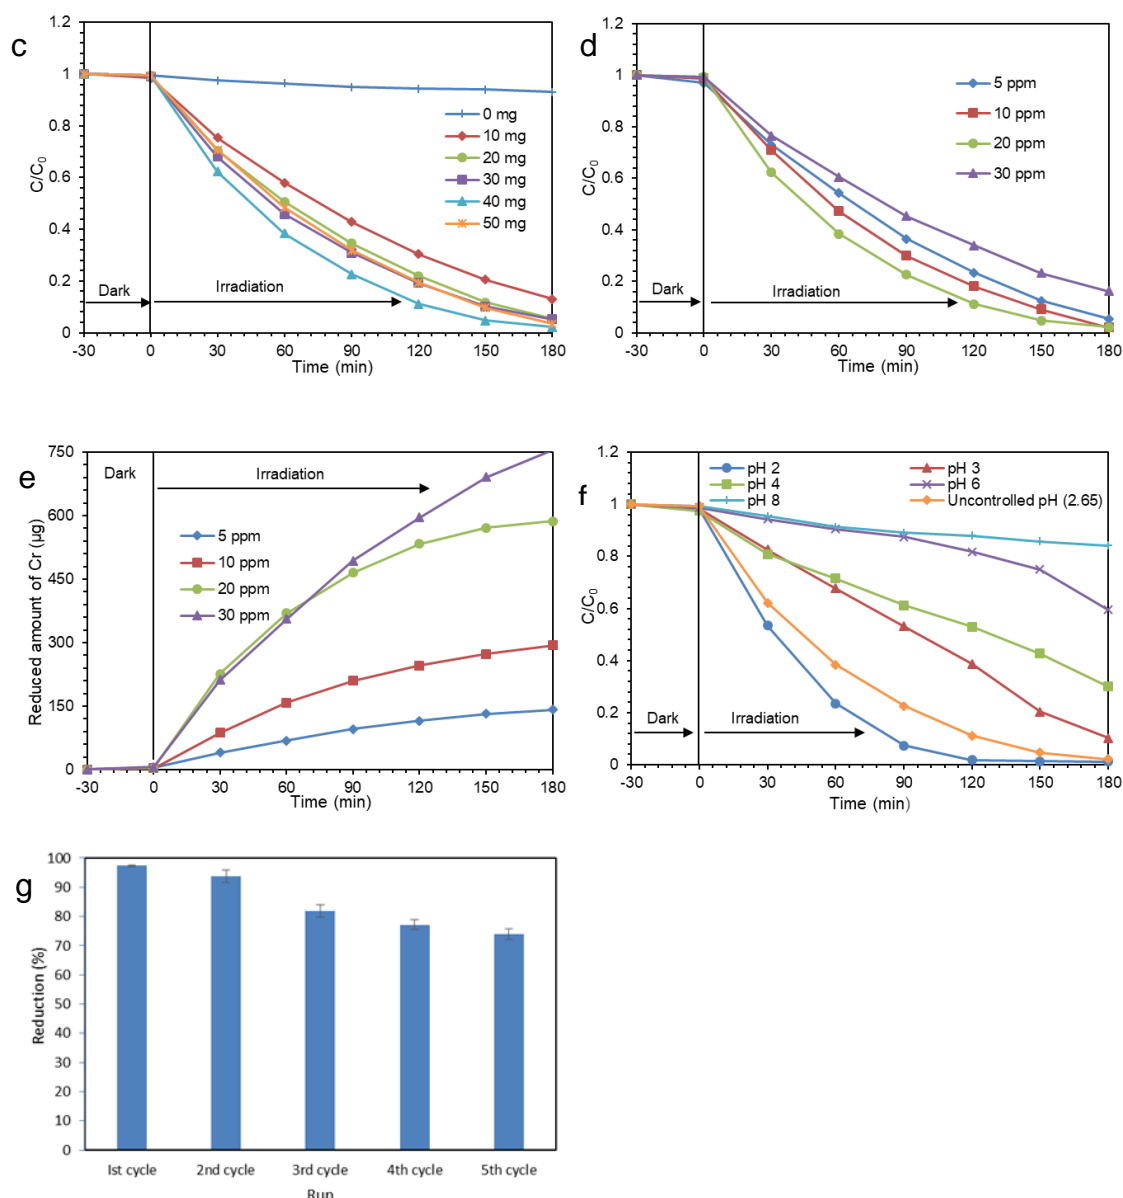 c
1.2
1
0.8
0.6
0.4
0.2
0
C/C0
0 mg
10 mg
20 mg
30 mg
40 mg
50 mg
Dark
Irradiation
-30 0 30 60 90 120 150 180
Time (min)
d
1.2
1
0.8
0.6
0.4
0.2
0
C/C0
5 ppm
10 ppm
20 ppm
30 ppm
Dark
Irradiation
-30 0 30 60 90 120 150 180
Time (min)
e
750
600
450
300
150
0
Reduced amount of Cr (µg)
Dark
Irradiation
5 ppm
10 ppm
20 ppm
30 ppm
-30 0 30 60 90 120 150 180
Time (min)
f
1.2
1
0.8
0.6
0.4
0.2
0
C/C0
pH 2 pH 3
pH 4 pH 6
pH 8 Uncontrolled pH (2.65)
Dark
Irradiation
-30 0 30 60 90 120 150 180
Time (min)
g
100
90
80
70
60
50
40
30
20
10
0
Reduction (%)
Ist cycle 2nd cycle 3rd cycle 4th cycle 5th cycle
Run